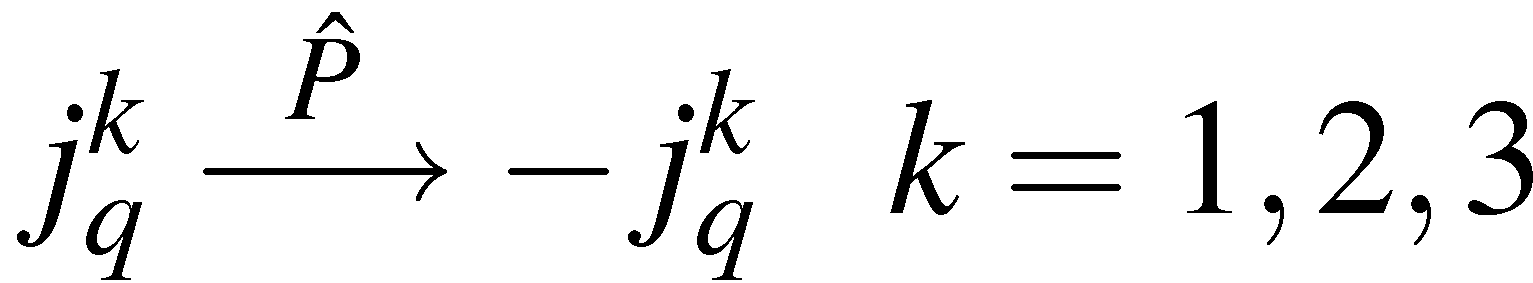 $j_q^k \xrightarrow{\hat{P}} -j_q^k \quad k = 1, 2, 3$